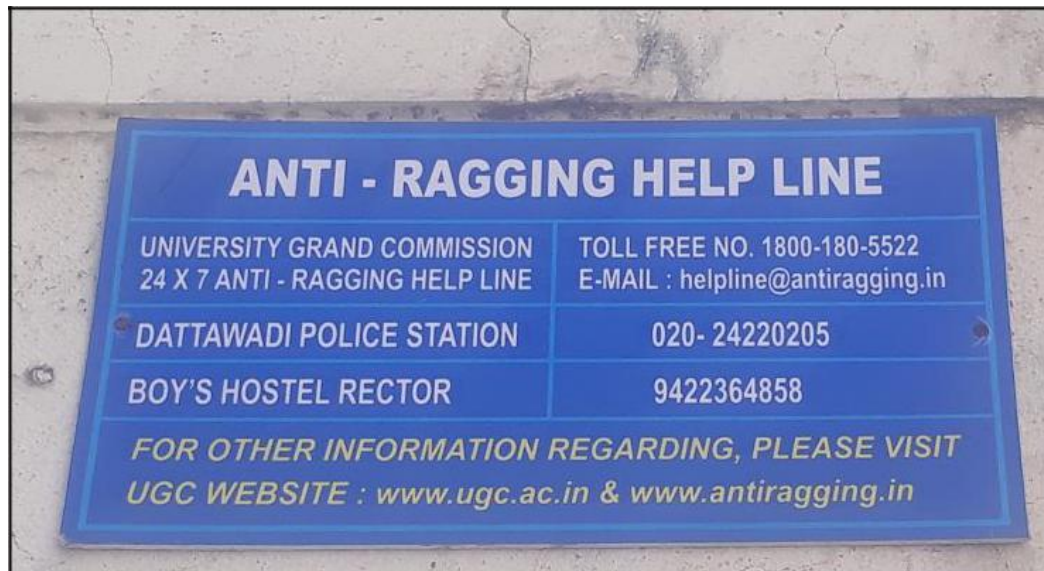 ANTI - RAGGING HELP LINE
UNIVERSITY GRAND COMMISSION
24 X 7 ANTI - RAGGING HELP LINE
TOLL FREE NO. 1800-180-5522
E-MAIL : helpline@antiragging.in
DATTAWADI POLICE STATION
020- 24220205
BOY'S HOSTEL RECTOR
9422364858
FOR OTHER INFORMATION REGARDING, PLEASE VISIT
UGC WEBSITE : www.ugc.ac.in & www.antiragging.in